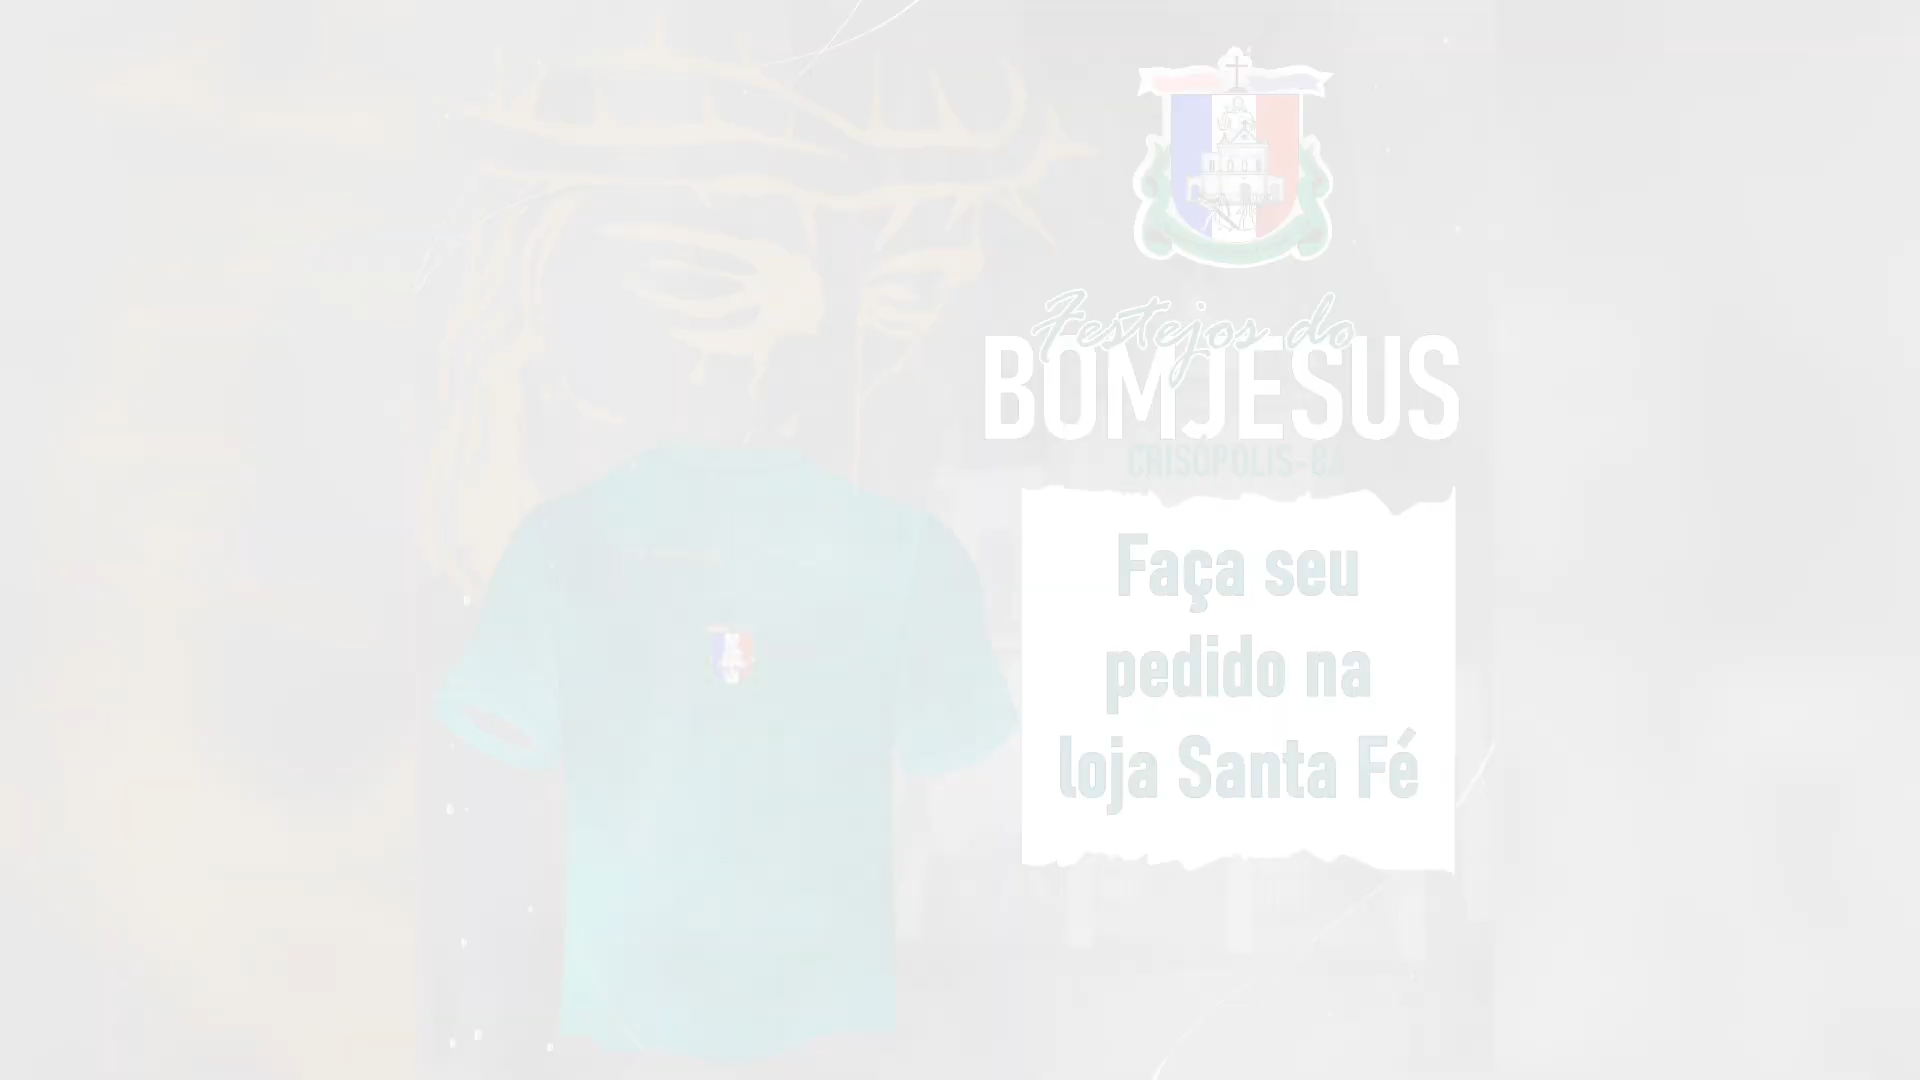 Festejos do
BOM JESUS
CRISÓPOLIS-BA
Faça seu
pedido na
loja Santa Fé